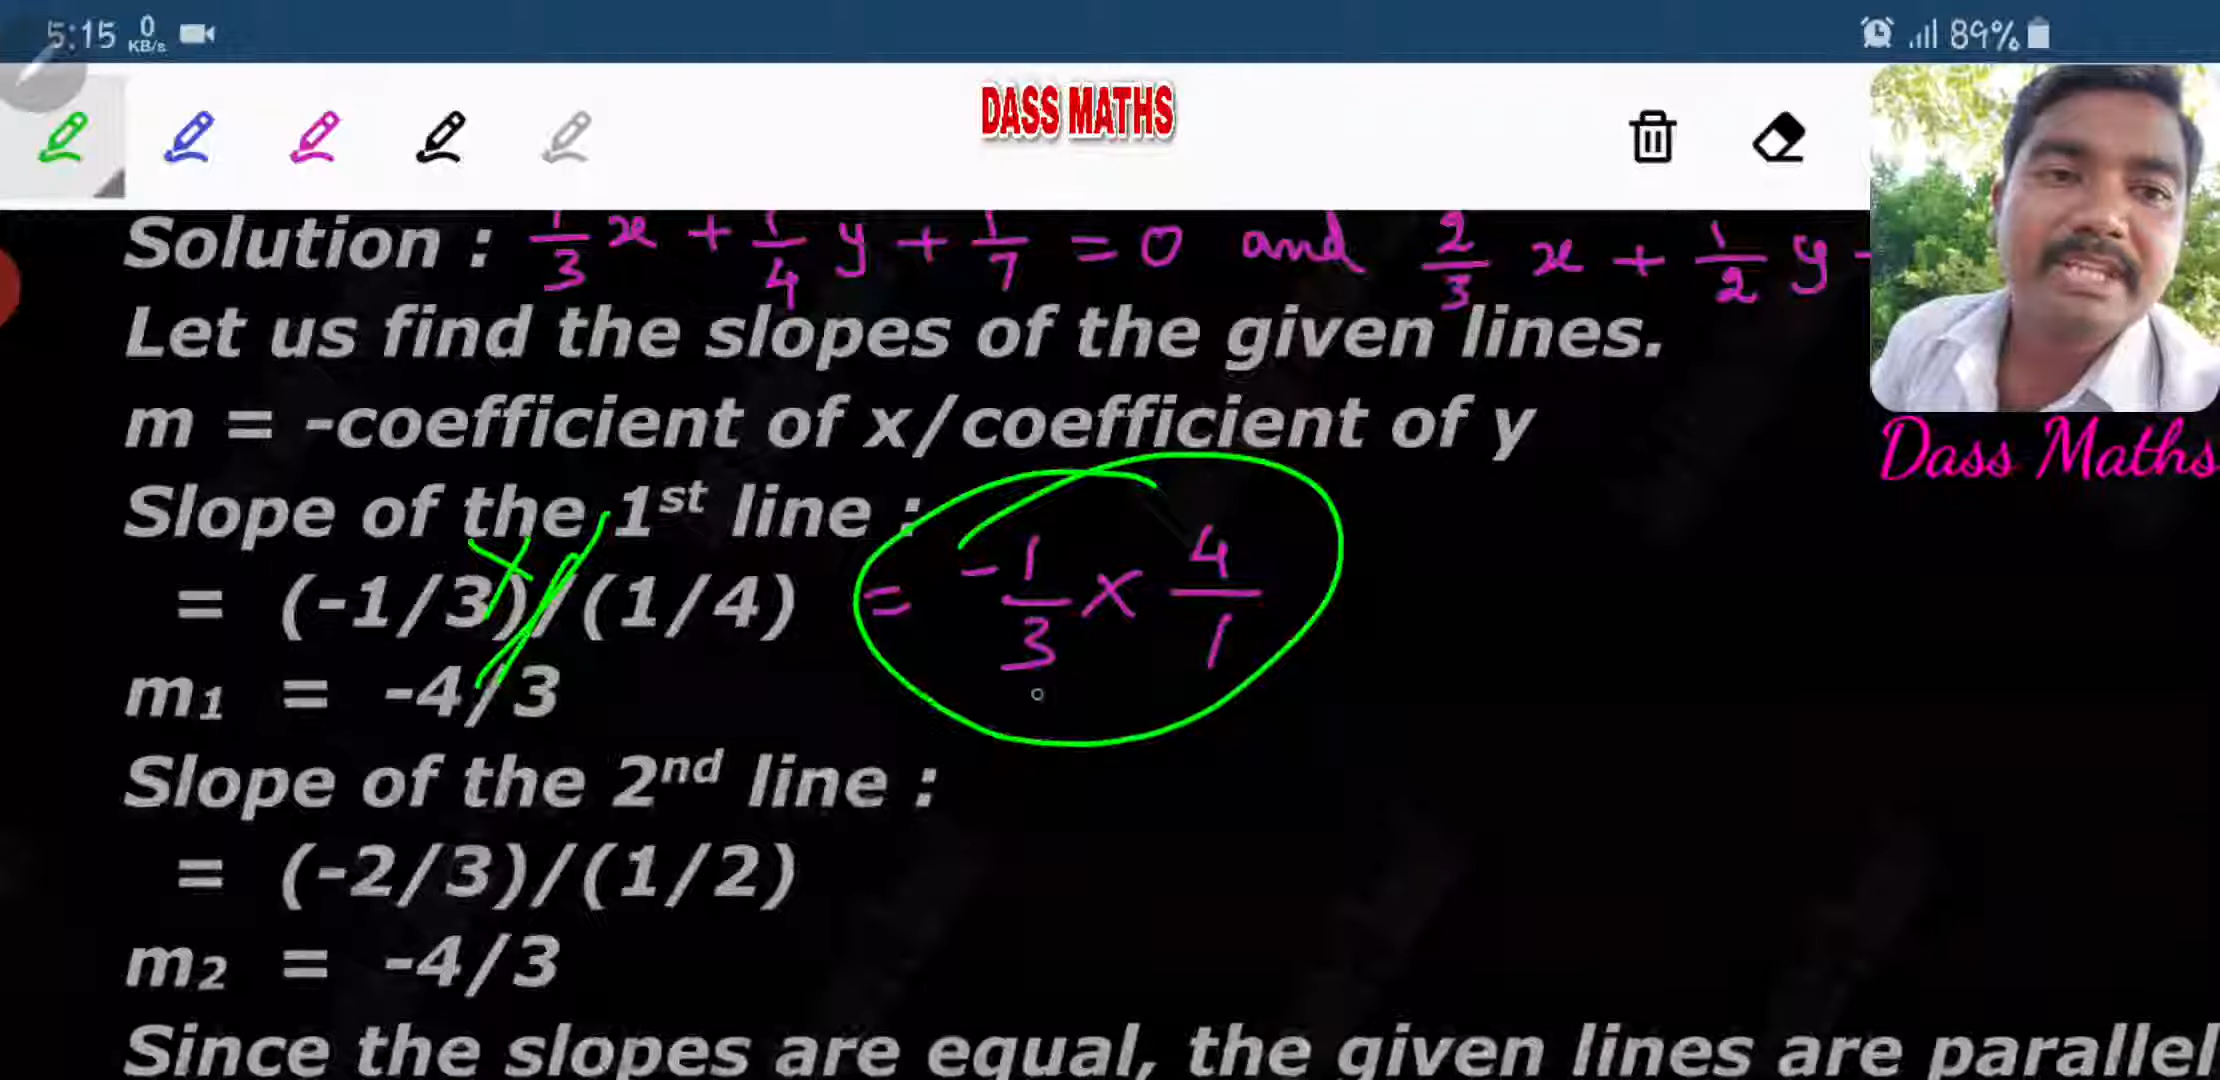 5:15 0 KB/s 89%
DASS MATHS
Solution : 1/3 x + 1/4 y + 1/7 = 0 and 2/3 x + 1/2 y -
Dass Maths
Let us find the slopes of the given lines.
m = -coefficient of x/coefficient of y
Slope of the 1st line :
= (-1/3)/(1/4) = -1/3 × 4/1
m1 = -4/3
Slope of the 2nd line :
= (-2/3)/(1/2)
m2 = -4/3
Since the slopes are equal, the given lines are parallel